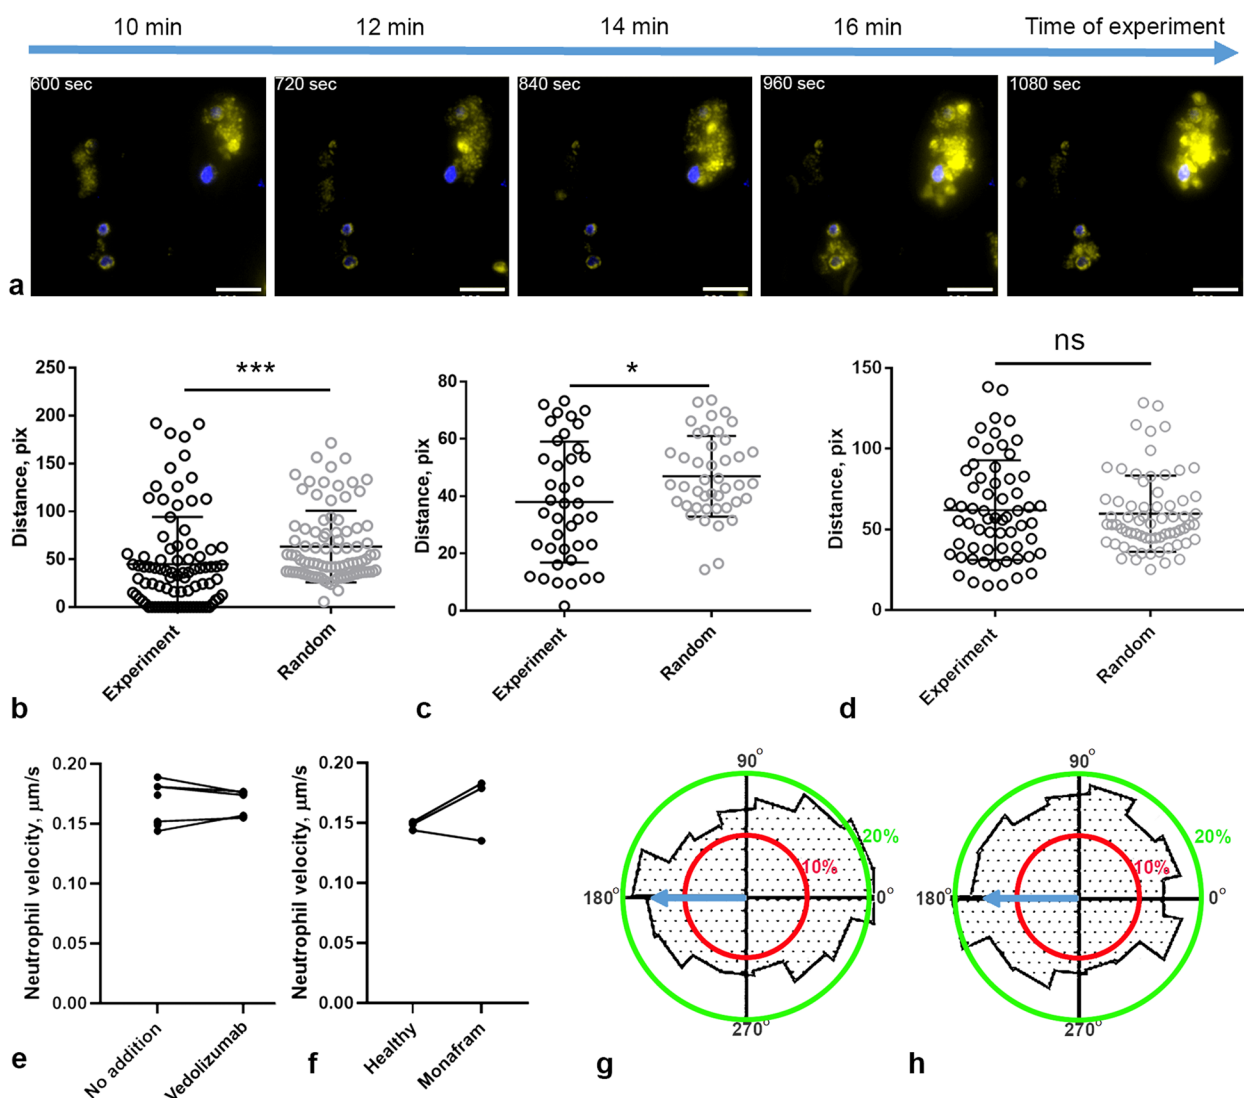 10 min 12 min 14 min 16 min Time of experiment
600 sec 720 sec 840 sec 960 sec 1080 sec
a
250
200
150
100
50
0
Distance, pix
***
Experiment
Random
b
80
60
40
20
0
Distance, pix
*
Experiment
Random
c
150
100
50
0
Distance, pix
ns
Experiment
Random
d
0.20
0.15
0.10
0.05
0.00
Neutrophil velocity, μm/s
No addition
Vedolizumab
e
0.20
0.15
0.10
0.05
0.00
Neutrophil velocity, μm/s
Healthy
Monafram
f
90°
20%
10%
180°
0°
270°
g
90°
20%
10%
180°
0°
270°
h